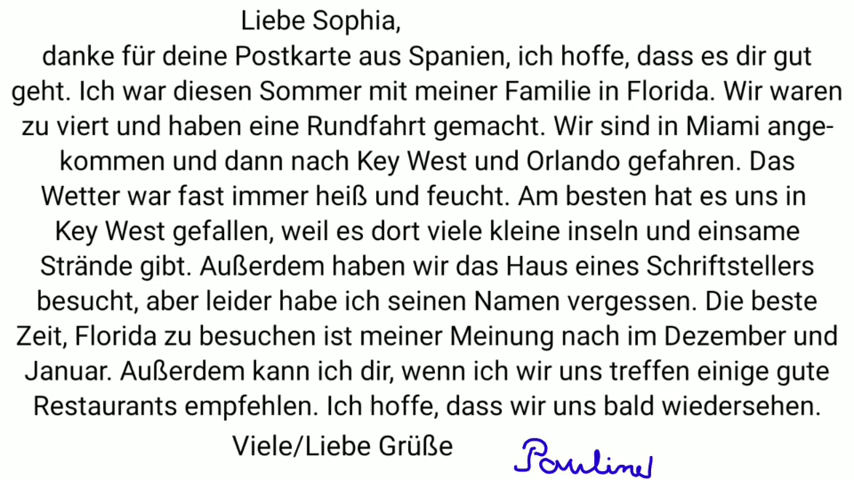 Liebe Sophia,
danke für deine Postkarte aus Spanien, ich hoffe, dass es dir gut
geht. Ich war diesen Sommer mit meiner Familie in Florida. Wir waren
zu viert und haben eine Rundfahrt gemacht. Wir sind in Miami ange-
kommen und dann nach Key West und Orlando gefahren. Das
Wetter war fast immer heiß und feucht. Am besten hat es uns in
Key West gefallen, weil es dort viele kleine inseln und einsame
Strände gibt. Außerdem haben wir das Haus eines Schriftstellers
besucht, aber leider habe ich seinen Namen vergessen. Die beste
Zeit, Florida zu besuchen ist meiner Meinung nach im Dezember und
Januar. Außerdem kann ich dir, wenn ich wir uns treffen einige gute
Restaurants empfehlen. Ich hoffe, dass wir uns bald wiedersehen.
Viele/Liebe Grüße
Pauline